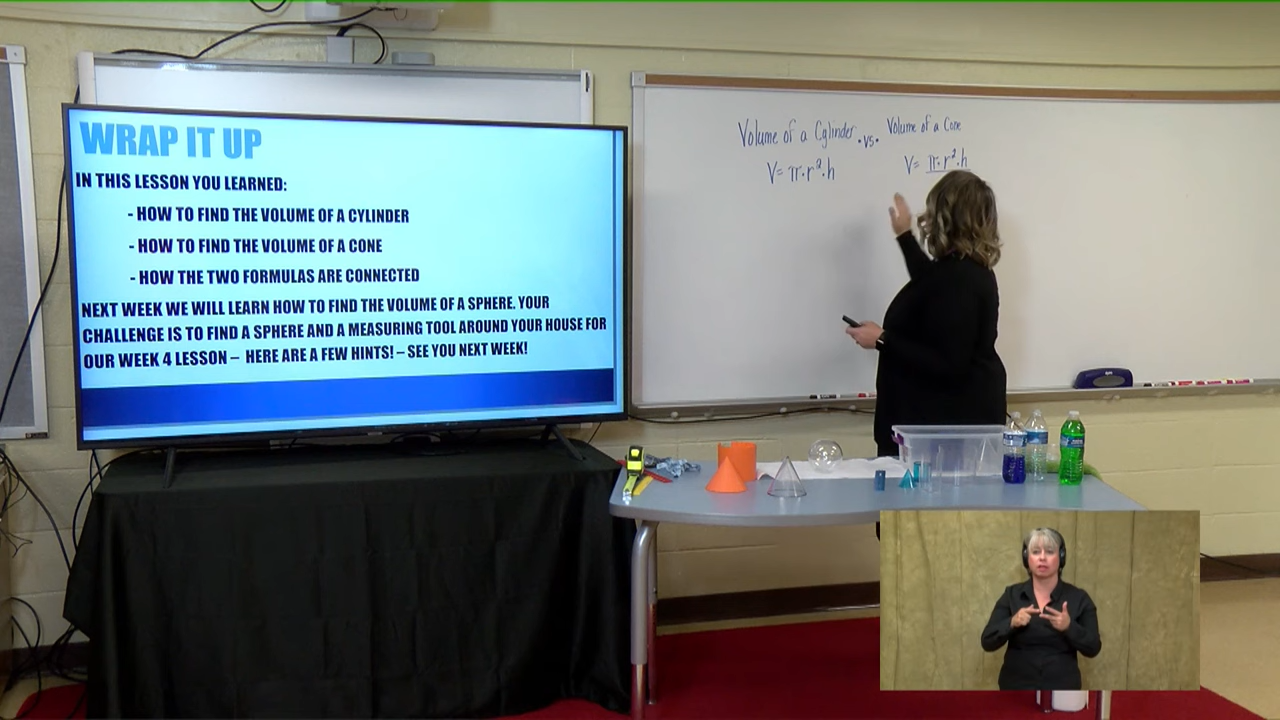 WRAP IT UP
IN THIS LESSON YOU LEARNED:
- HOW TO FIND THE VOLUME OF A CYLINDER
- HOW TO FIND THE VOLUME OF A CONE
- HOW THE TWO FORMULAS ARE CONNECTED
NEXT WEEK WE WILL LEARN HOW TO FIND THE VOLUME OF A SPHERE. YOUR
CHALLENGE IS TO FIND A SPHERE AND A MEASURING TOOL AROUND YOUR HOUSE FOR
OUR WEEK 4 LESSON – HERE ARE A FEW HINTS! – SEE YOU NEXT WEEK!
Volume of a Cylinder • vs. Volume of a Cone
V= π•r²•h
V= π•r²•h